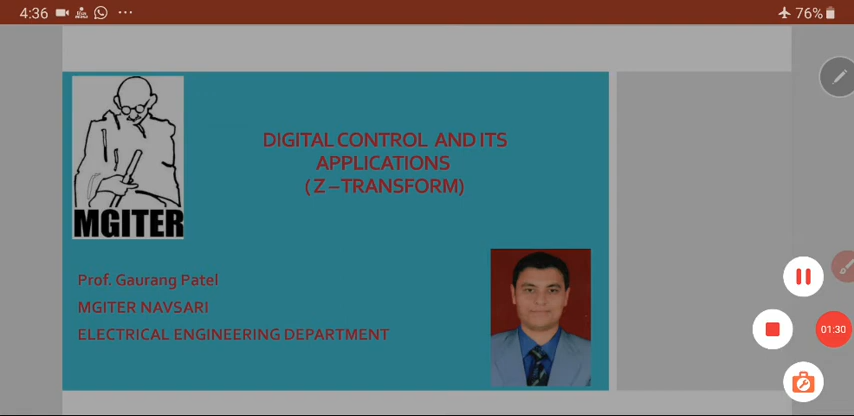 4:36
76%
DIGITAL CONTROL AND ITS
APPLICATIONS
( Z – TRANSFORM)
MGITER
Prof. Gaurang Patel
MGITER NAVSARI
ELECTRICAL ENGINEERING DEPARTMENT
01:30